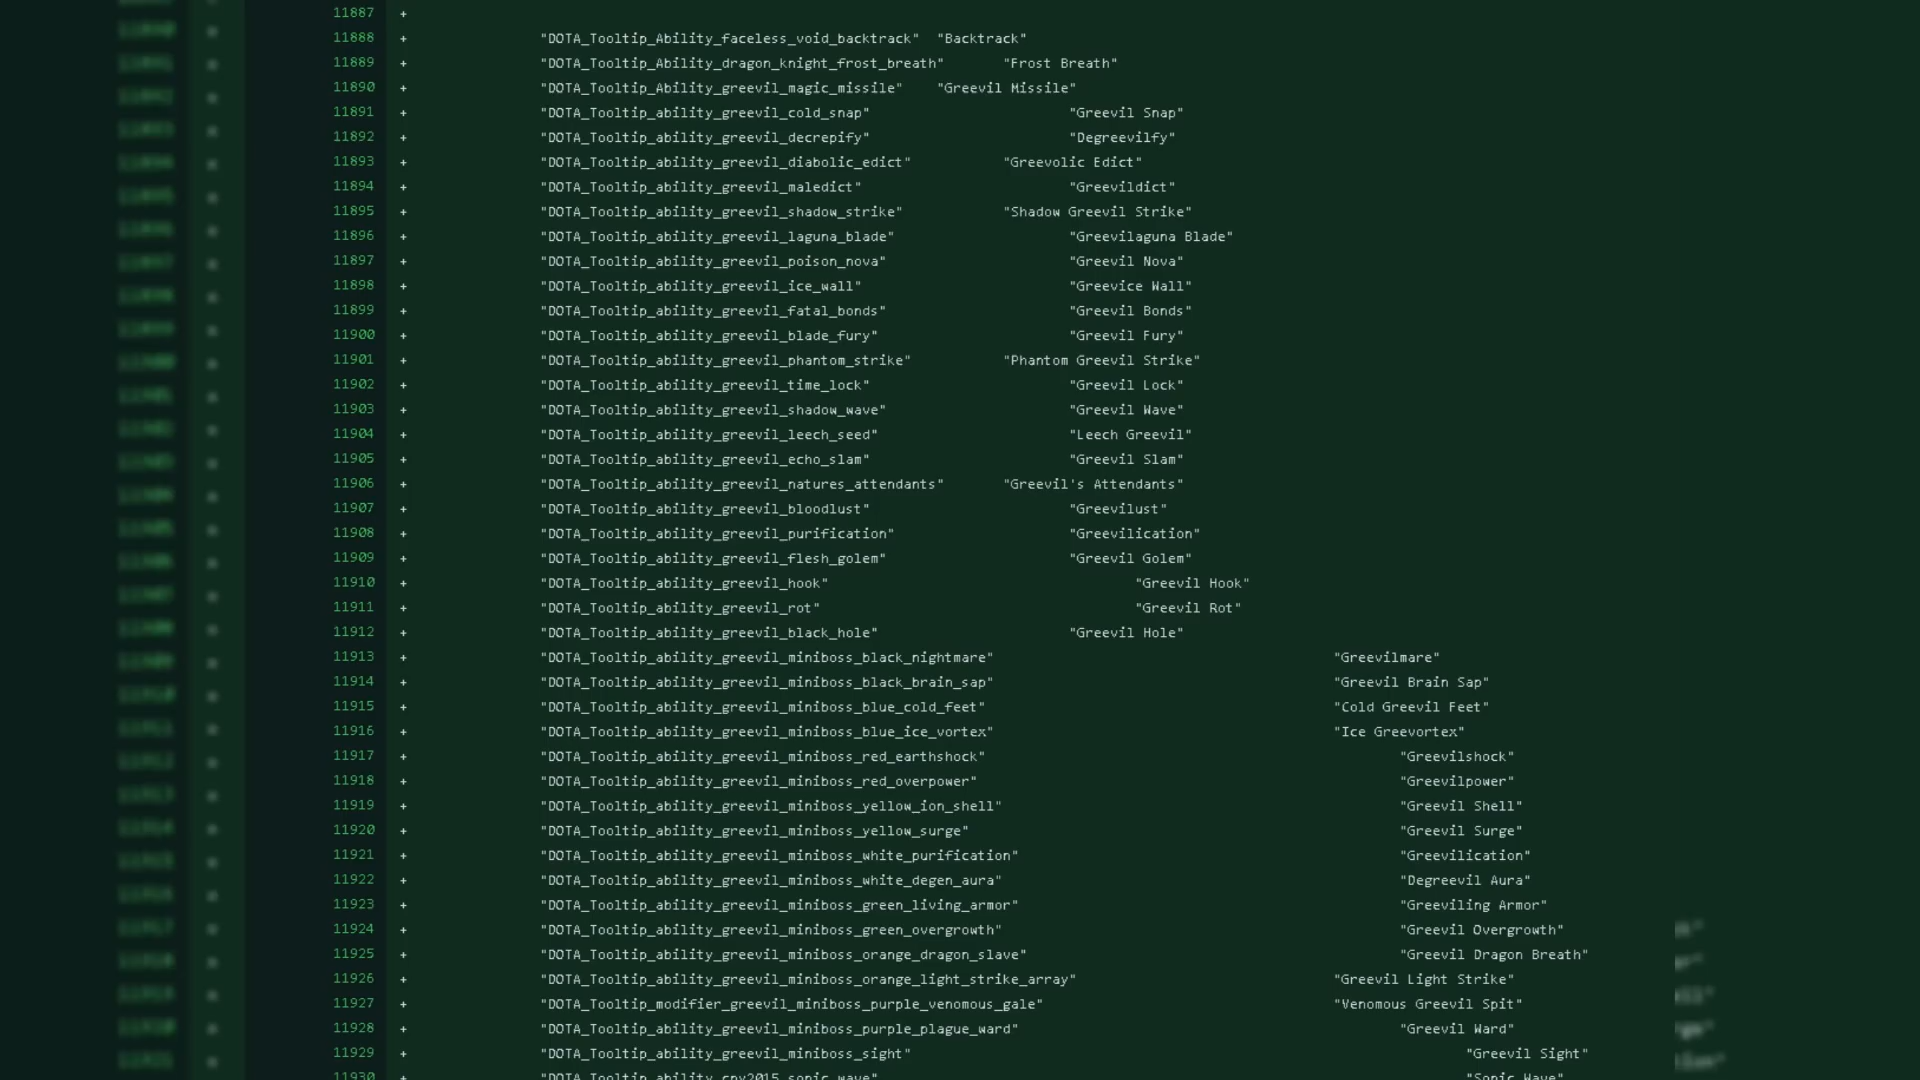 11887 +
11888 + "DOTA_Tooltip_Ability_faceless_void_backtrack" "Backtrack"
11889 + "DOTA_Tooltip_Ability_dragon_knight_frost_breath" "Frost Breath"
11890 + "DOTA_Tooltip_Ability_greevil_magic_missile" "Greevil Missile"
11891 + "DOTA_Tooltip_ability_greevil_cold_snap" "Greevil Snap"
11892 + "DOTA_Tooltip_ability_greevil_decrepify" "Degreevilfy"
11893 + "DOTA_Tooltip_ability_greevil_diabolic_edict" "Greevolic Edict"
11894 + "DOTA_Tooltip_ability_greevil_maledict" "Greevildict"
11895 + "DOTA_Tooltip_ability_greevil_shadow_strike" "Shadow Greevil Strike"
11896 + "DOTA_Tooltip_ability_greevil_laguna_blade" "Greevilaguna Blade"
11897 + "DOTA_Tooltip_ability_greevil_poison_nova" "Greevil Nova"
11898 + "DOTA_Tooltip_ability_greevil_ice_wall" "Greevice Wall"
11899 + "DOTA_Tooltip_ability_greevil_fatal_bonds" "Greevil Bonds"
11900 + "DOTA_Tooltip_ability_greevil_blade_fury" "Greevil Fury"
11901 + "DOTA_Tooltip_ability_greevil_phantom_strike" "Phantom Greevil Strike"
11902 + "DOTA_Tooltip_ability_greevil_time_lock" "Greevil Lock"
11903 + "DOTA_Tooltip_ability_greevil_shadow_wave" "Greevil Wave"
11904 + "DOTA_Tooltip_ability_greevil_leech_seed" "Leech Greevil"
11905 + "DOTA_Tooltip_ability_greevil_echo_slam" "Greevil Slam"
11906 + "DOTA_Tooltip_ability_greevil_natures_attendants" "Greevil's Attendants"
11907 + "DOTA_Tooltip_ability_greevil_bloodlust" "Greevilust"
11908 + "DOTA_Tooltip_ability_greevil_purification" "Greevilication"
11909 + "DOTA_Tooltip_ability_greevil_flesh_golem" "Greevil Golem"
11910 + "DOTA_Tooltip_ability_greevil_hook" "Greevil Hook"
11911 + "DOTA_Tooltip_ability_greevil_rot" "Greevil Rot"
11912 + "DOTA_Tooltip_ability_greevil_black_hole" "Greevil Hole"
11913 + "DOTA_Tooltip_ability_greevil_miniboss_black_nightmare" "Greevilmare"
11914 + "DOTA_Tooltip_ability_greevil_miniboss_black_brain_sap" "Greevil Brain Sap"
11915 + "DOTA_Tooltip_ability_greevil_miniboss_blue_cold_feet" "Cold Greevil Feet"
11916 + "DOTA_Tooltip_ability_greevil_miniboss_blue_ice_vortex" "Ice Greevortex"
11917 + "DOTA_Tooltip_ability_greevil_miniboss_red_earthshock" "Greevilshock"
11918 + "DOTA_Tooltip_ability_greevil_miniboss_red_overpower" "Greevilpower"
11919 + "DOTA_Tooltip_ability_greevil_miniboss_yellow_ion_shell" "Greevil Shell"
11920 + "DOTA_Tooltip_ability_greevil_miniboss_yellow_surge" "Greevil Surge"
11921 + "DOTA_Tooltip_ability_greevil_miniboss_white_purification" "Greevilication"
11922 + "DOTA_Tooltip_ability_greevil_miniboss_white_degen_aura" "Degreevil Aura"
11923 + "DOTA_Tooltip_ability_greevil_miniboss_green_living_armor" "Greeviling Armor"
11924 + "DOTA_Tooltip_ability_greevil_miniboss_green_overgrowth" "Greevil Overgrowth"
11925 + "DOTA_Tooltip_ability_greevil_miniboss_orange_dragon_slave" "Greevil Dragon Breath"
11926 + "DOTA_Tooltip_ability_greevil_miniboss_orange_light_strike_array" "Greevil Light Strike"
11927 + "DOTA_Tooltip_modifier_greevil_miniboss_purple_venomous_gale" "Venomous Greevil Spit"
11928 + "DOTA_Tooltip_ability_greevil_miniboss_purple_plague_ward" "Greevil Ward"
11929 + "DOTA_Tooltip_ability_greevil_miniboss_sight" "Greevil Sight"
11930 + "DOTA_Tooltip_ability_cny2015_sonic_wave" "Sonic Wave"